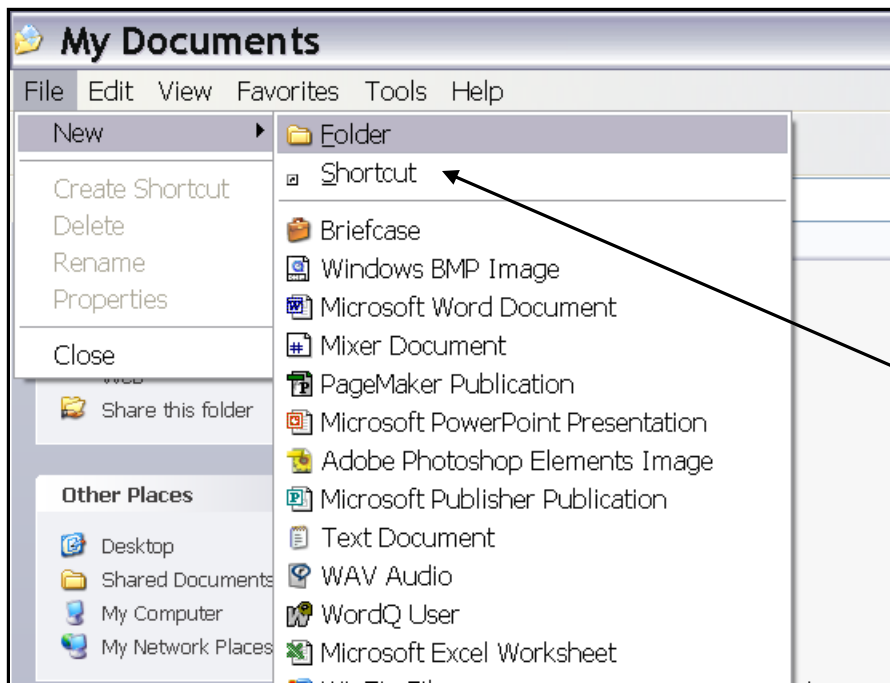 My Documents
File Edit View Favorites Tools Help
New
Create Shortcut
Delete
Rename
Properties
Close
Folder
Shortcut
Briefcase
Windows BMP Image
Microsoft Word Document
Mixer Document
PageMaker Publication
Microsoft PowerPoint Presentation
Adobe Photoshop Elements Image
Microsoft Publisher Publication
Text Document
WAV Audio
WordQ User
Microsoft Excel Worksheet
Share this folder
Other Places
Desktop
Shared Documents
My Computer
My Network Places